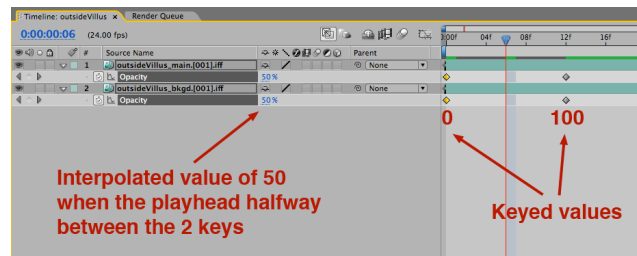 Timeline: outsideVillus × Render Queue
0:00:00:06 (24.00 fps)
):00f 04f 08f 12f 16f
# Source Name Parent
1 outsideVillus_main.[001].iff None
Opacity 50%
2 outsideVillus_bkgd.[001].iff None
Opacity 50%
0 100
Interpolated value of 50
when the playhead halfway
between the 2 keys
Keyed values